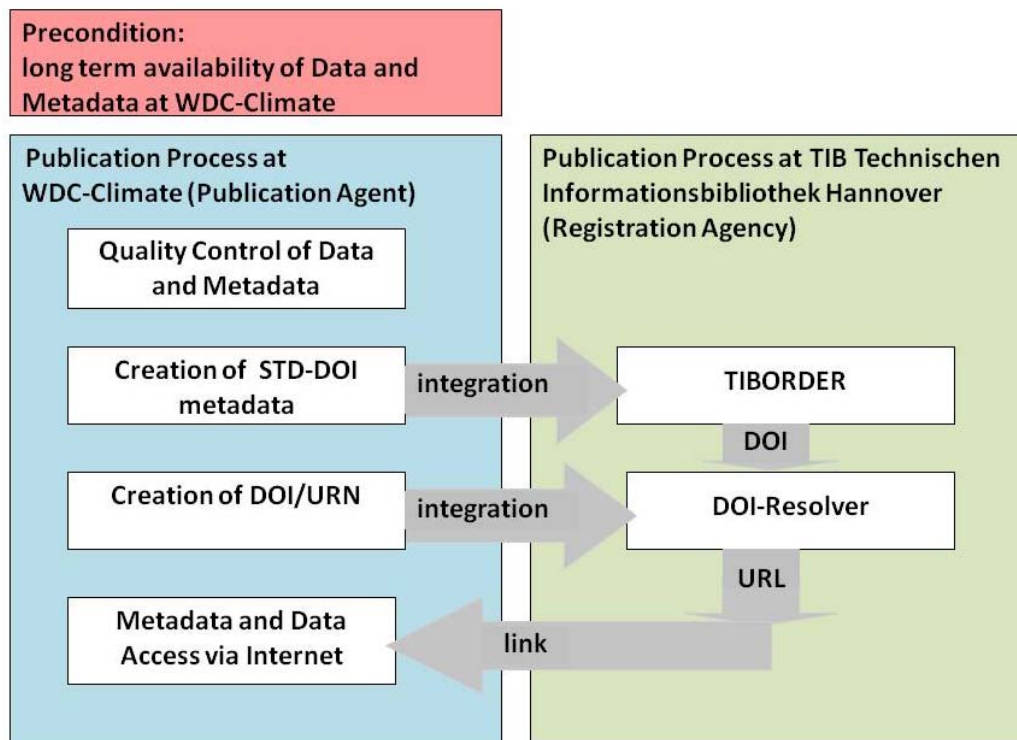 Precondition:
long term availability of Data and
Metadata at WDC-Climate
Publication Process at
WDC-Climate (Publication Agent)
Quality Control of Data
and Metadata
Creation of STD-DOI
metadata
integration
Creation of DOI/URN
integration
Metadata and Data
Access via Internet
link
Publication Process at TIB Technischen
Informationsbibliothek Hannover
(Registration Agency)
TIBORDER
DOI
DOI-Resolver
URL